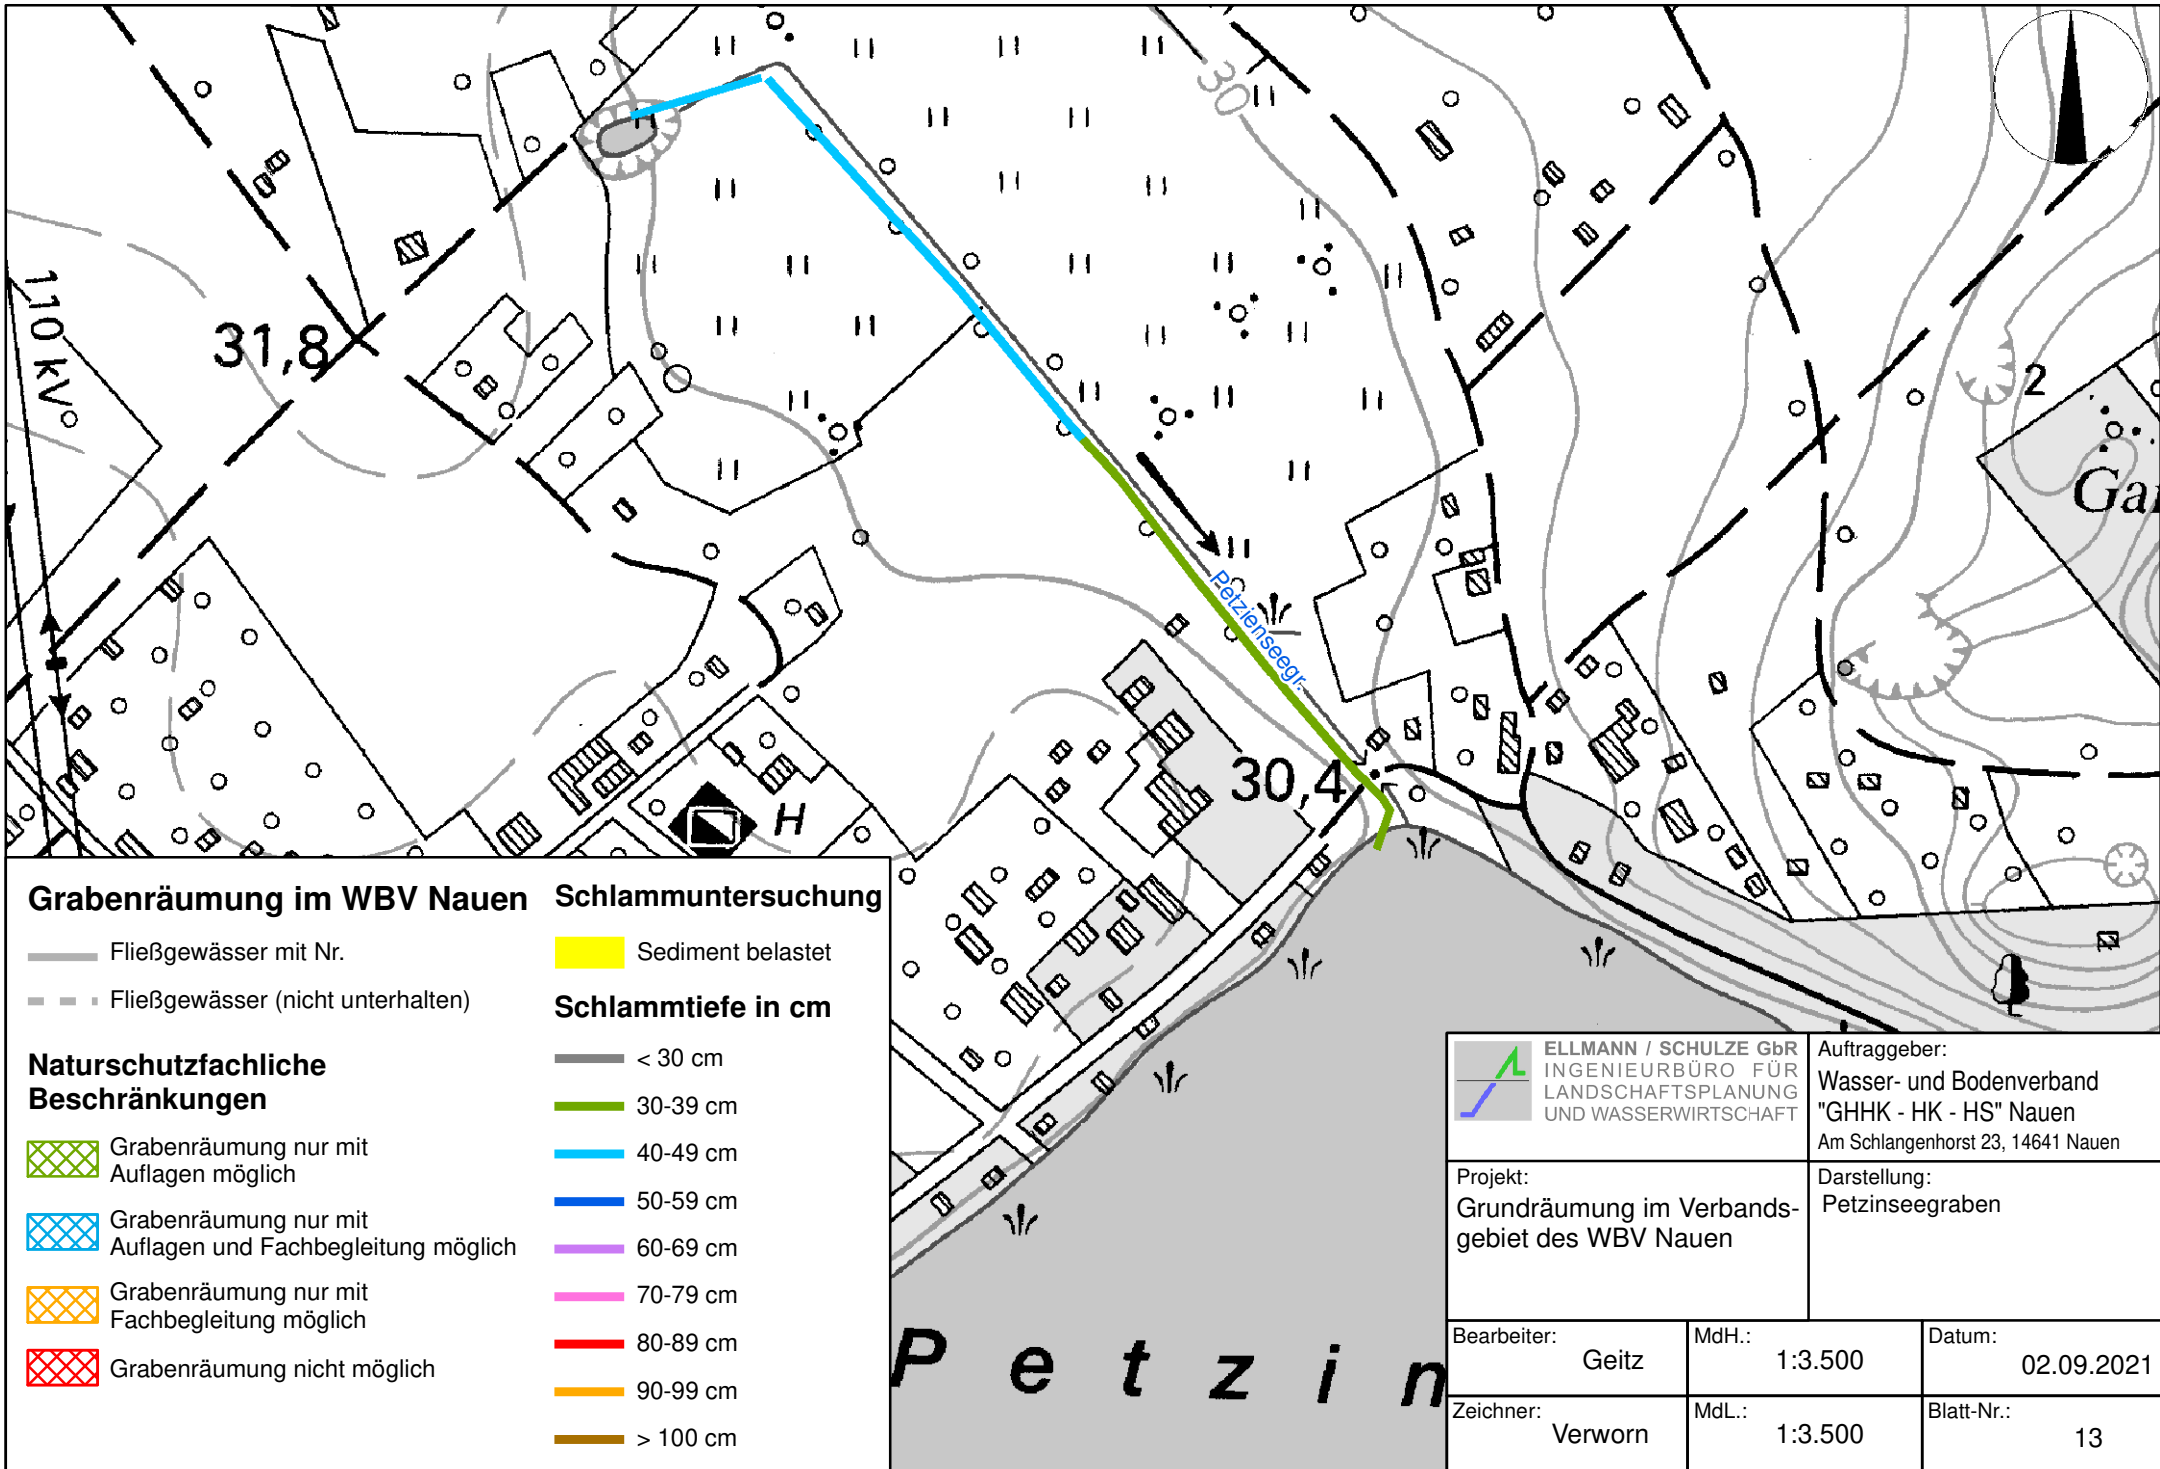 30
110 kV
31,8
2
Gar
Petzienseegr.
30,4
H
Grabenräumung im WBV Nauen
Fließgewässer mit Nr.
Fließgewässer (nicht unterhalten)
Naturschutzfachliche
Beschränkungen
Grabenräumung nur mit
Auflagen möglich
Grabenräumung nur mit
Auflagen und Fachbegleitung möglich
Grabenräumung nur mit
Fachbegleitung möglich
Grabenräumung nicht möglich
Schlammuntersuchung
Sediment belastet
Schlammtiefe in cm
< 30 cm
30-39 cm
40-49 cm
50-59 cm
60-69 cm
70-79 cm
80-89 cm
90-99 cm
> 100 cm
Petzin
ELLMANN / SCHULZE GbR
INGENIEURBÜRO FÜR
LANDSCHAFTSPLANUNG
UND WASSERWIRTSCHAFT
Auftraggeber:
Wasser- und Bodenverband
"GHHK - HK - HS" Nauen
Am Schlangenhorst 23, 14641 Nauen
Projekt:
Grundräumung im Verbands-
gebiet des WBV Nauen
Darstellung:
Petzinseegraben
Bearbeiter:
Geitz
MdH.:
1:3.500
Datum:
02.09.2021
Zeichner:
Verworn
MdL.:
1:3.500
Blatt-Nr.:
13